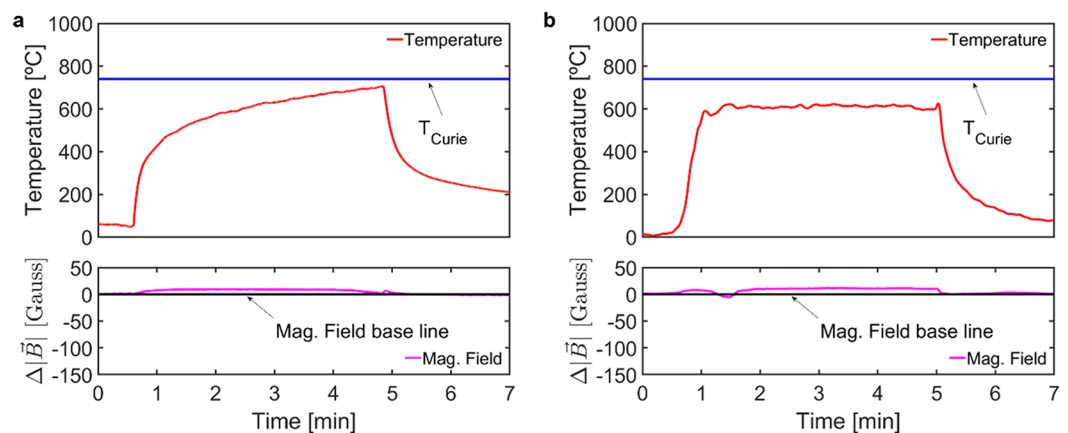 a
Temperature [ºC]
1000
800
600
400
200
0
Temperature
T Curie
Δ|B⃗| [Gauss]
50
0
-50
-100
-150
Mag. Field base line
Mag. Field
0 1 2 3 4 5 6 7
Time [min]
b
Temperature [ºC]
1000
800
600
400
200
0
Temperature
T Curie
Δ|B⃗| [Gauss]
50
0
-50
-100
-150
Mag. Field base line
Mag. Field
0 1 2 3 4 5 6 7
Time [min]